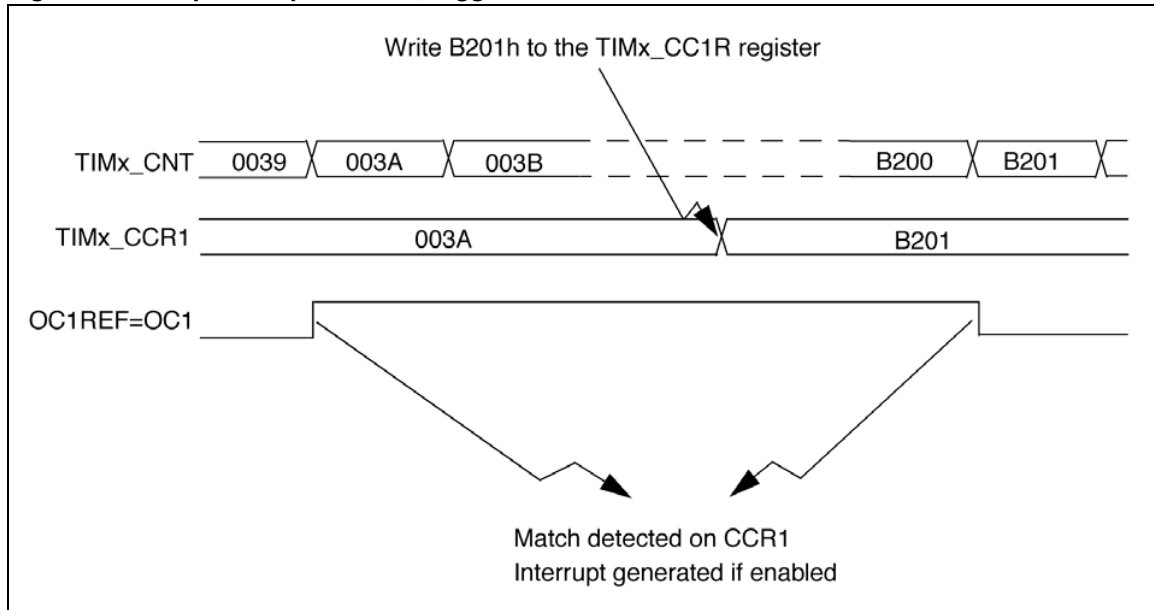 Write B201h to the TIMx_CC1R register
TIMx_CNT 0039 003A 003B B200 B201
TIMx_CCR1 003A B201
OC1REF=OC1
Match detected on CCR1
Interrupt generated if enabled